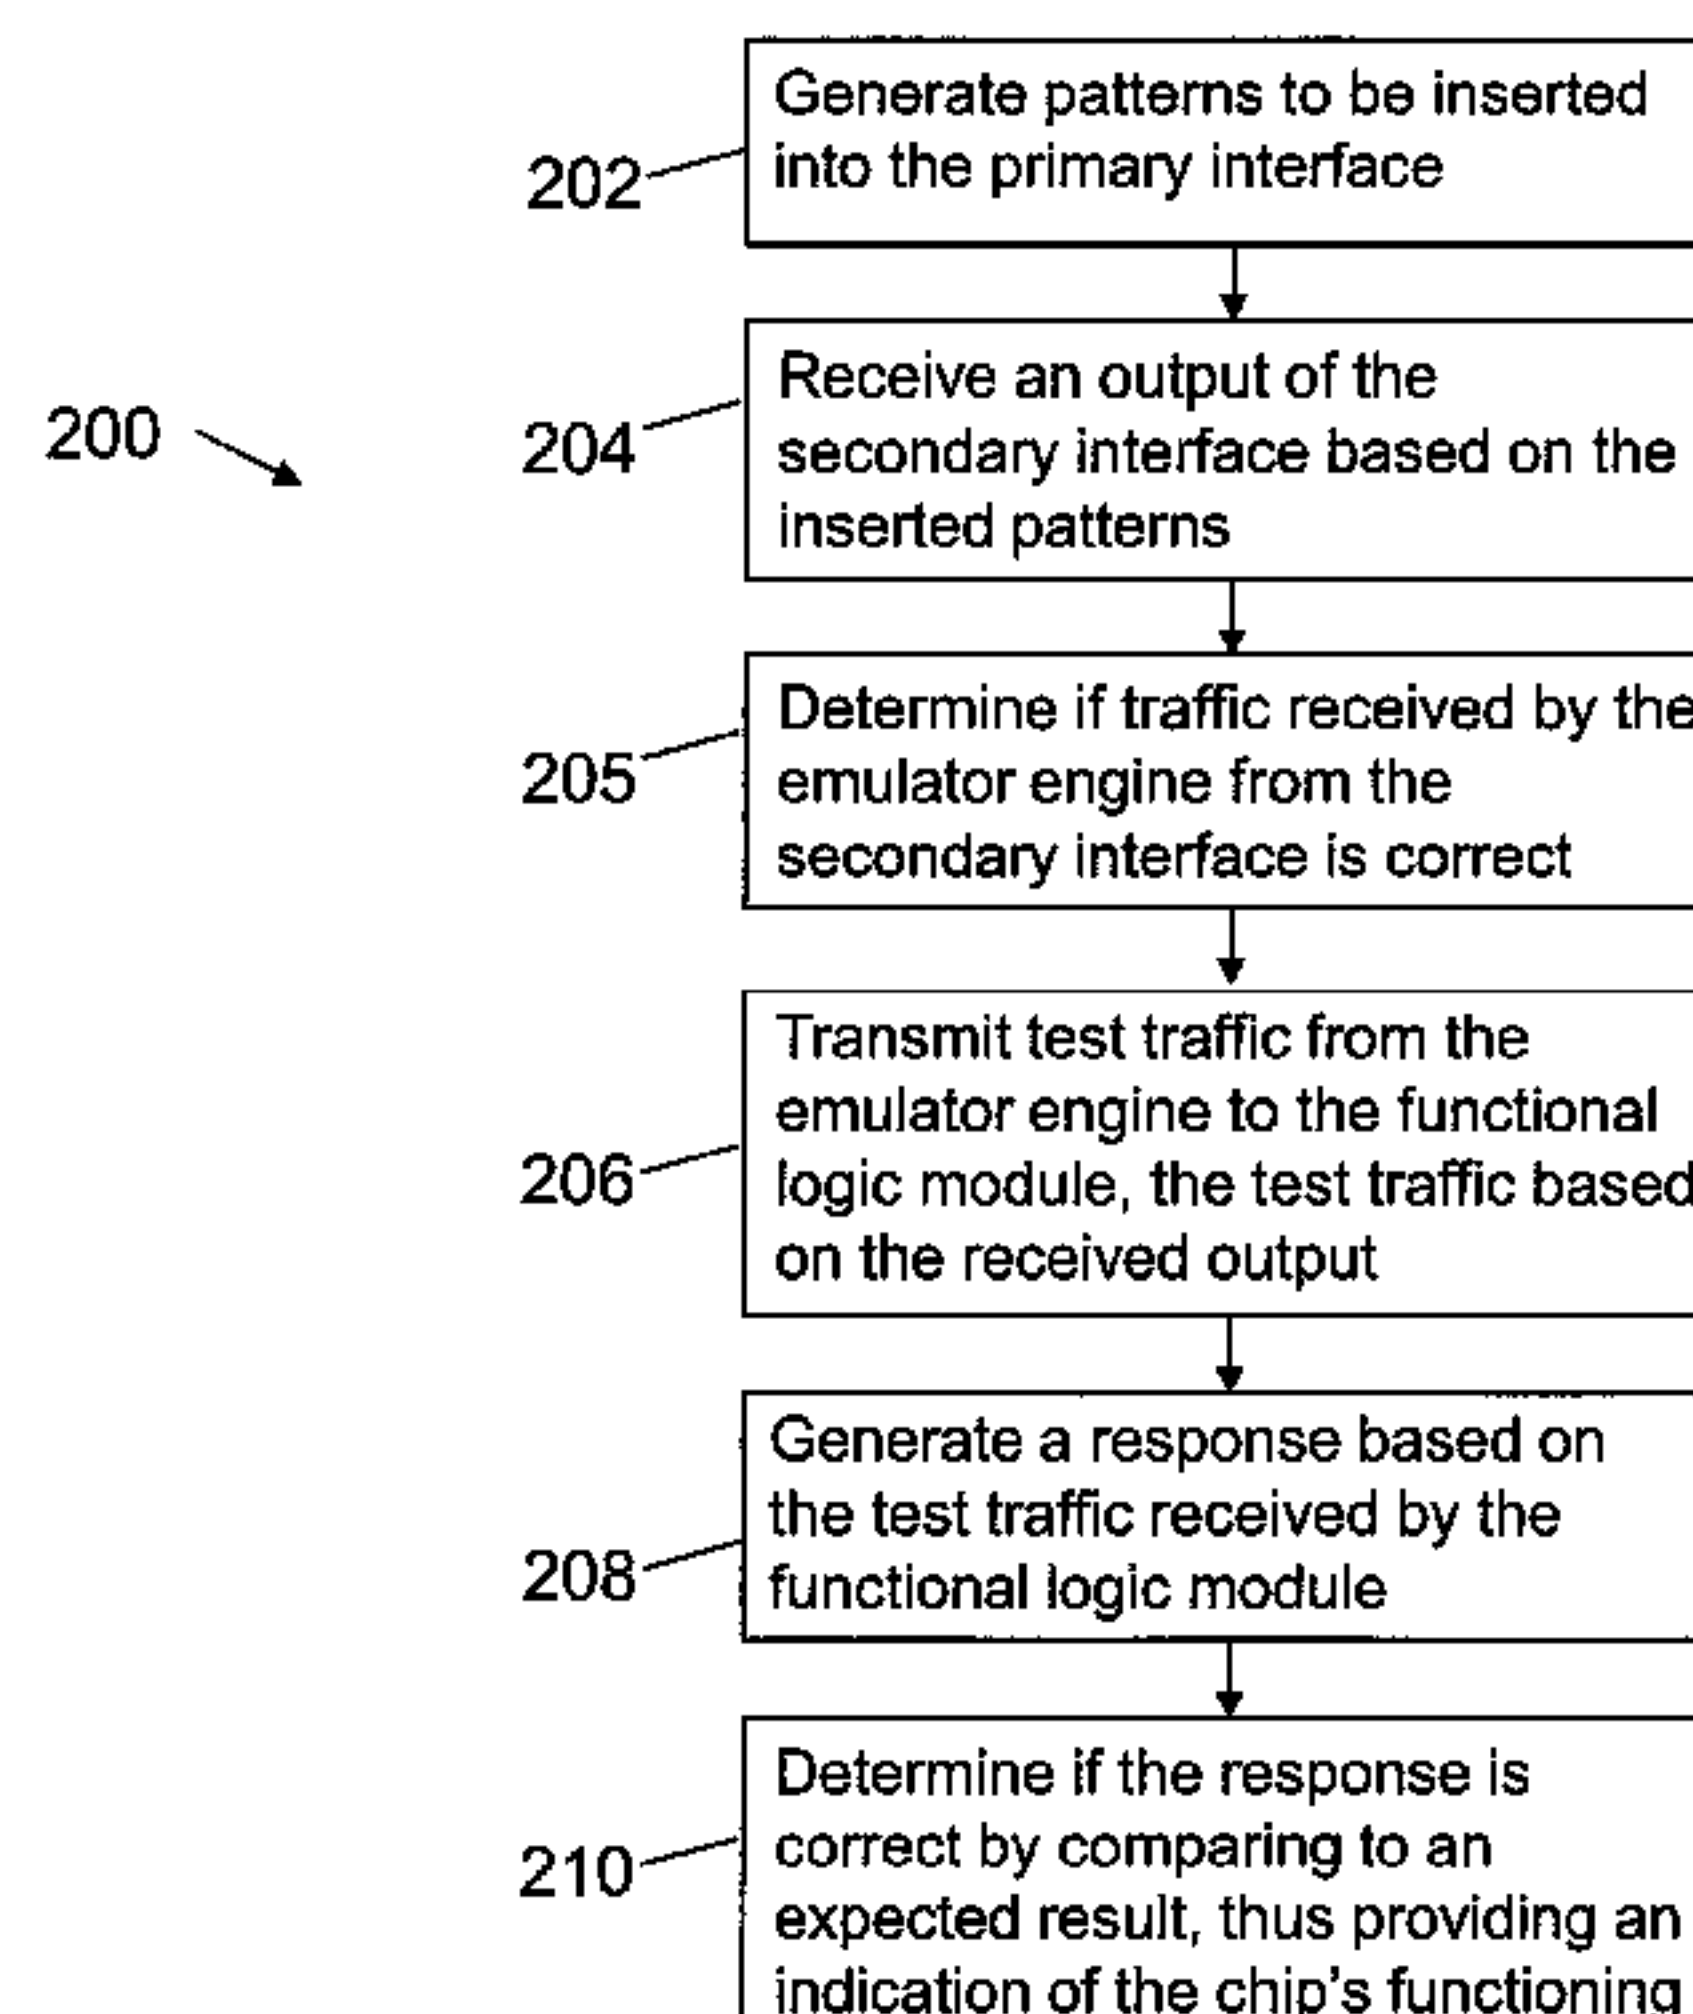 Generate patterns to be inserted
into the primary interface
202
Receive an output of the
secondary interface based on the
inserted patterns
200
204
Determine if traffic received by the
emulator engine from the
secondary interface is correct
205
Transmit test traffic from the
emulator engine to the functional
logic module, the test traffic based
on the received output
206
Generate a response based on
the test traffic received by the
functional logic module
208
Determine if the response is
correct by comparing to an
expected result, thus providing an
indication of the chip's functioning
210